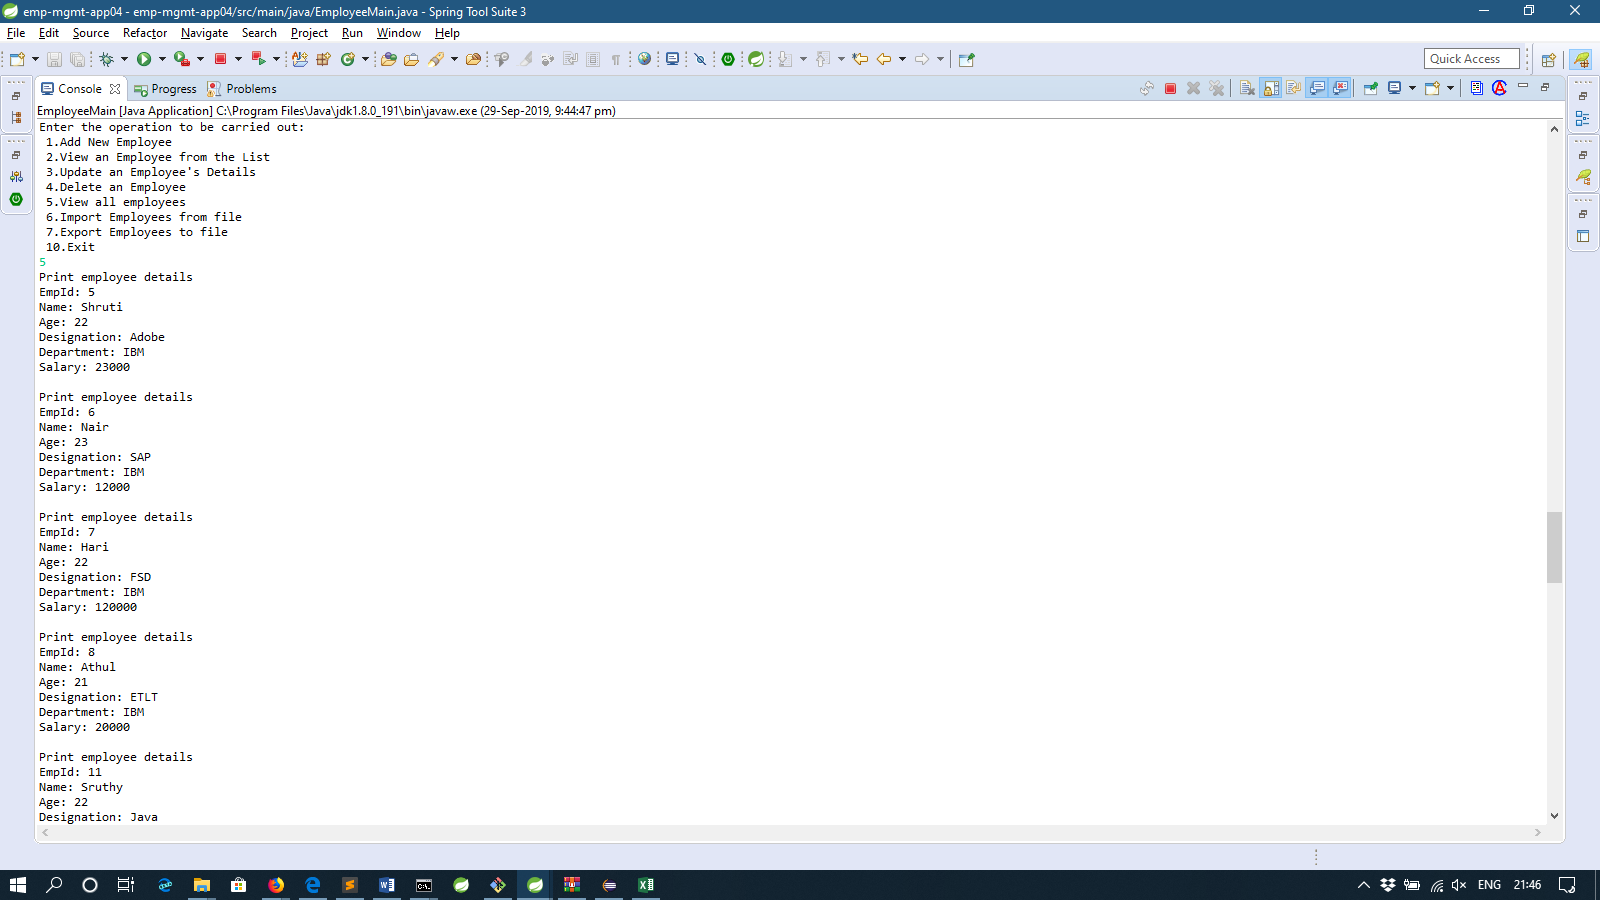 emp-mgmt-app04 - emp-mgmt-app04/src/main/java/EmployeeMain.java - Spring Tool Suite 3
File Edit Source Refactor Navigate Search Project Run Window Help
Quick Access
Console Progress Problems
EmployeeMain [Java Application] C:\Program Files\Java\jdk1.8.0_191\bin\javaw.exe (29-Sep-2019, 9:44:47 pm)
Enter the operation to be carried out:
1.Add New Employee
2.View an Employee from the List
3.Update an Employee's Details
4.Delete an Employee
5.View all employees
6.Import Employees from file
7.Export Employees to file
10.Exit
5
Print employee details
EmpId: 5
Name: Shruti
Age: 22
Designation: Adobe
Department: IBM
Salary: 23000
Print employee details
EmpId: 6
Name: Nair
Age: 23
Designation: SAP
Department: IBM
Salary: 12000
Print employee details
EmpId: 7
Name: Hari
Age: 22
Designation: FSD
Department: IBM
Salary: 120000
Print employee details
EmpId: 8
Name: Athul
Age: 21
Designation: ETLT
Department: IBM
Salary: 20000
Print employee details
EmpId: 11
Name: Sruthy
Age: 22
Designation: Java
ENG 21:46